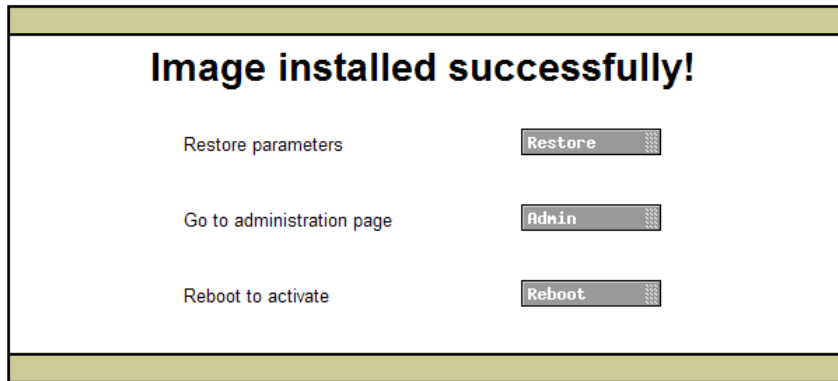 Image installed successfully!
Restore parameters Restore
Go to administration page Admin
Reboot to activate Reboot